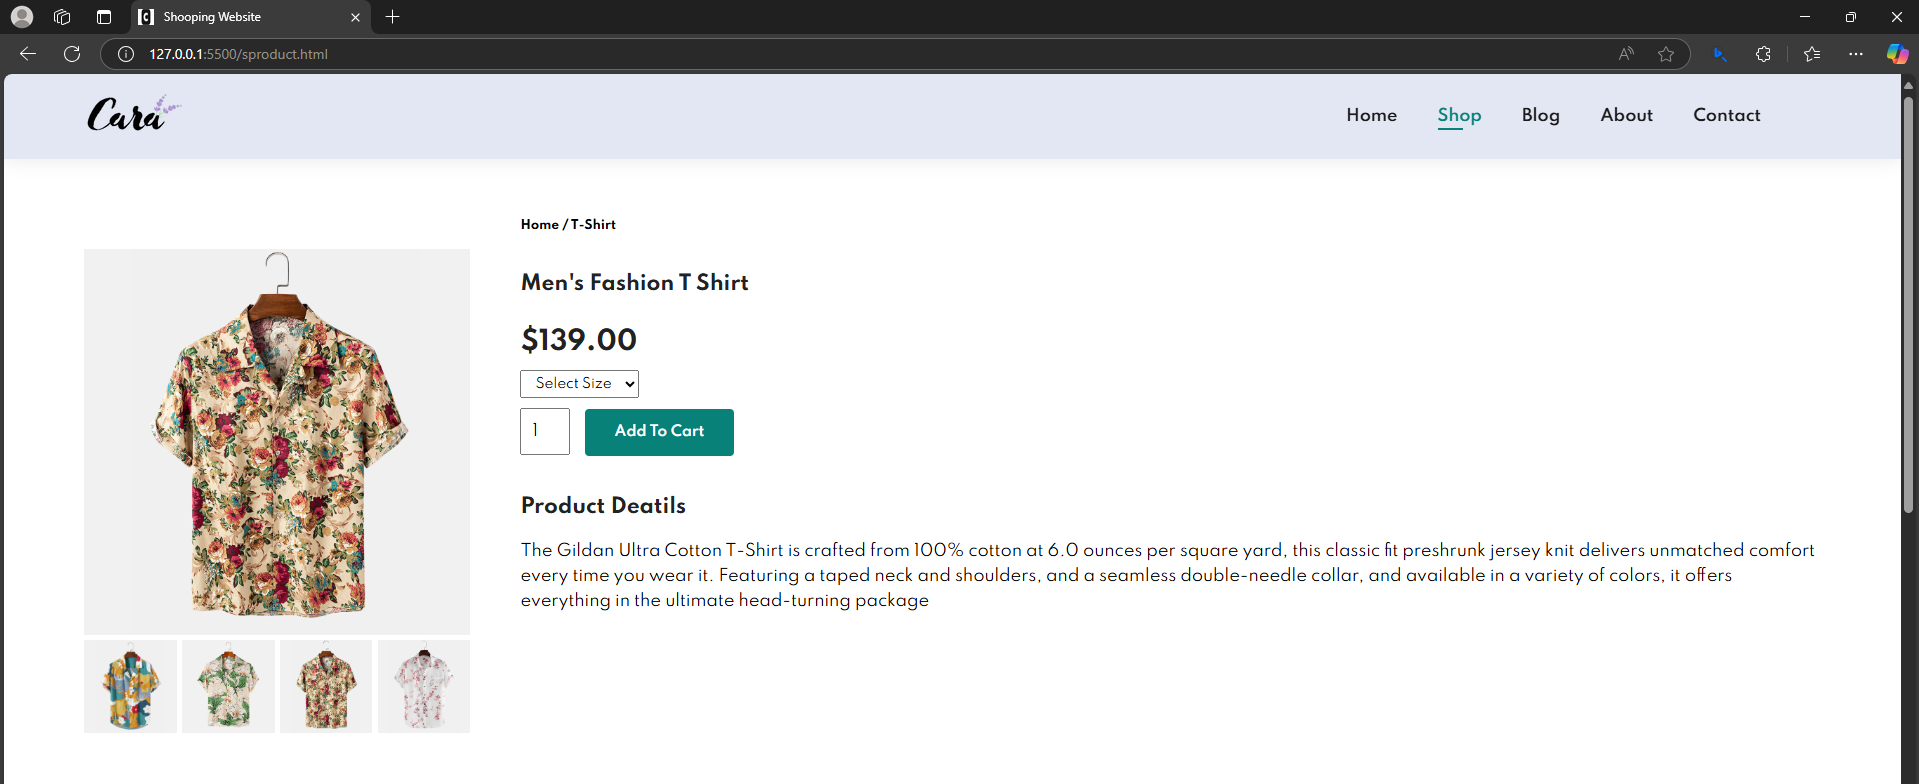 Shooping Website
127.0.0.1:5500/sproduct.html
Cara
Home Shop Blog About Contact
Home / T-Shirt
Men's Fashion T Shirt
$139.00
Select Size
1
Add To Cart
Product Deatils
The Gildan Ultra Cotton T-Shirt is crafted from 100% cotton at 6.0 ounces per square yard, this classic fit preshrunk jersey knit delivers unmatched comfort
every time you wear it. Featuring a taped neck and shoulders, and a seamless double-needle collar, and available in a variety of colors, it offers
everything in the ultimate head-turning package